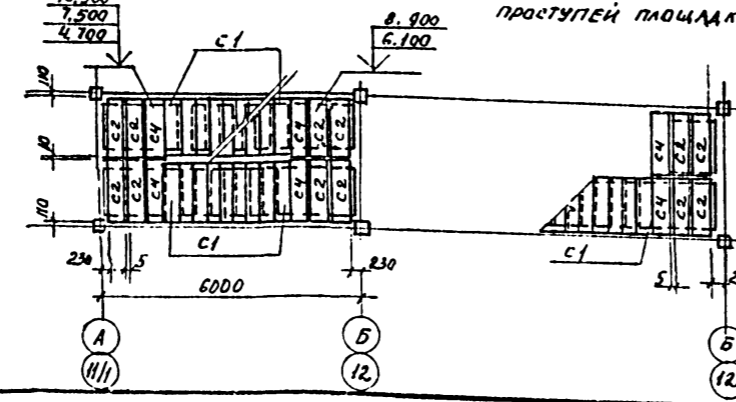 ПРОСТУПЕЙ ПЛОЩАДК
7,500
4,700
8.900
6.100
С1
110
10
110
С2 С2 С4 С4 С2 С2
С2 С2 С4 С4 С2 С2
С4 С2 С2
С4 С2 С2
С1
С1
230 5 230
6000
5
А Б Б
11/1 12 12